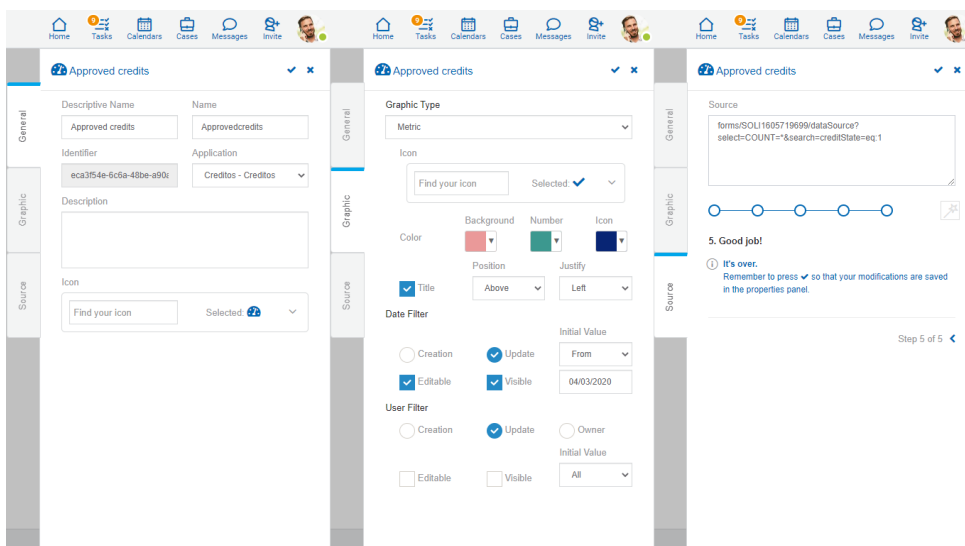 Home
9
Tasks
Calendars
Cases
Messages
Invite
Approved credits
General
Graphic
Source
Descriptive Name
Name
Approved credits
Approvedcredits
Identifier
Application
eca3f54e-6c6a-48be-a90a
Creditos - Creditos
Description
Icon
Find your icon
Selected:
Home
9
Tasks
Calendars
Cases
Messages
Invite
Approved credits
General
Graphic
Source
Graphic Type
Metric
Icon
Find your icon
Selected:
Background
Number
Icon
Color
Position
Justify
Title
Above
Left
Date Filter
Initial Value
Creation
Update
From
Editable
Visible
04/03/2020
User Filter
Creation
Update
Owner
Initial Value
Editable
Visible
All
Home
9
Tasks
Calendars
Cases
Messages
Invite
Approved credits
General
Graphic
Source
Source
forms/SOLI1605719699/dataSource?
select=COUNT=*&search=creditState=eq:1
5. Good job!
It's over.
Remember to press ✔ so that your modifications are saved
in the properties panel.
Step 5 of 5